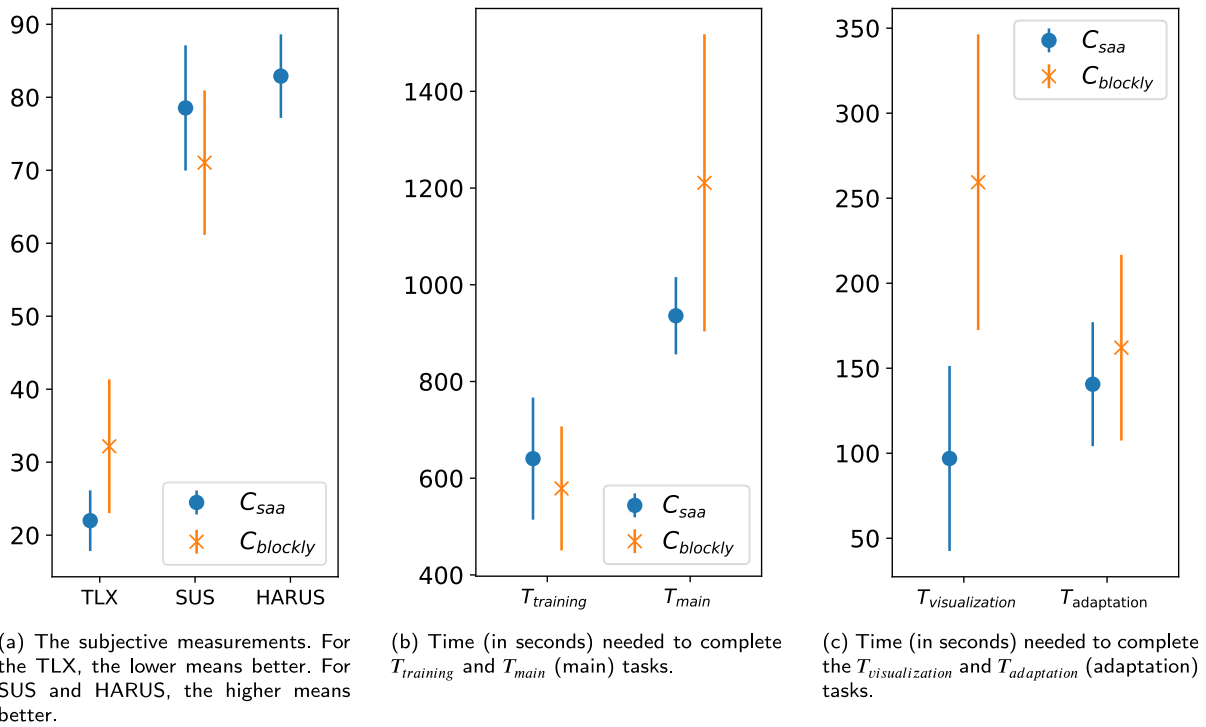 90
80
70
60
50
40
30
20
C_saa
C_blockly
TLX SUS HARUS
(a) The subjective measurements. For
the TLX, the lower means better. For
SUS and HARUS, the higher means
better.
1400
1200
1000
800
600
400
C_saa
C_blockly
T_training T_main
(b) Time (in seconds) needed to complete
T_training and T_main (main) tasks.
350
300
250
200
150
100
50
C_saa
C_blockly
T_visualization T_adaptation
(c) Time (in seconds) needed to complete
the T_visualization and T_adaptation (adaptation)
tasks.